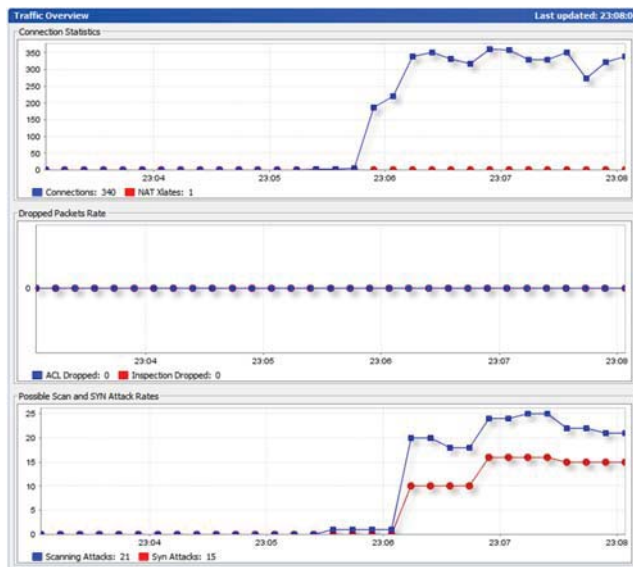 Traffic Overview Last updated: 23:08:0
Connection Statistics
350
300
250
200
150
100
50
0
23:04 23:05 23:06 23:07 23:08
Connections: 340 NAT Xlates: 1
Dropped Packets Rate
0
23:04 23:05 23:06 23:07 23:08
ACL Dropped: 0 Inspection Dropped: 0
Possible Scan and SYN Attack Rates
25
20
15
10
5
0
23:04 23:05 23:06 23:07 23:08
Scanning Attacks: 21 Syn Attacks: 15